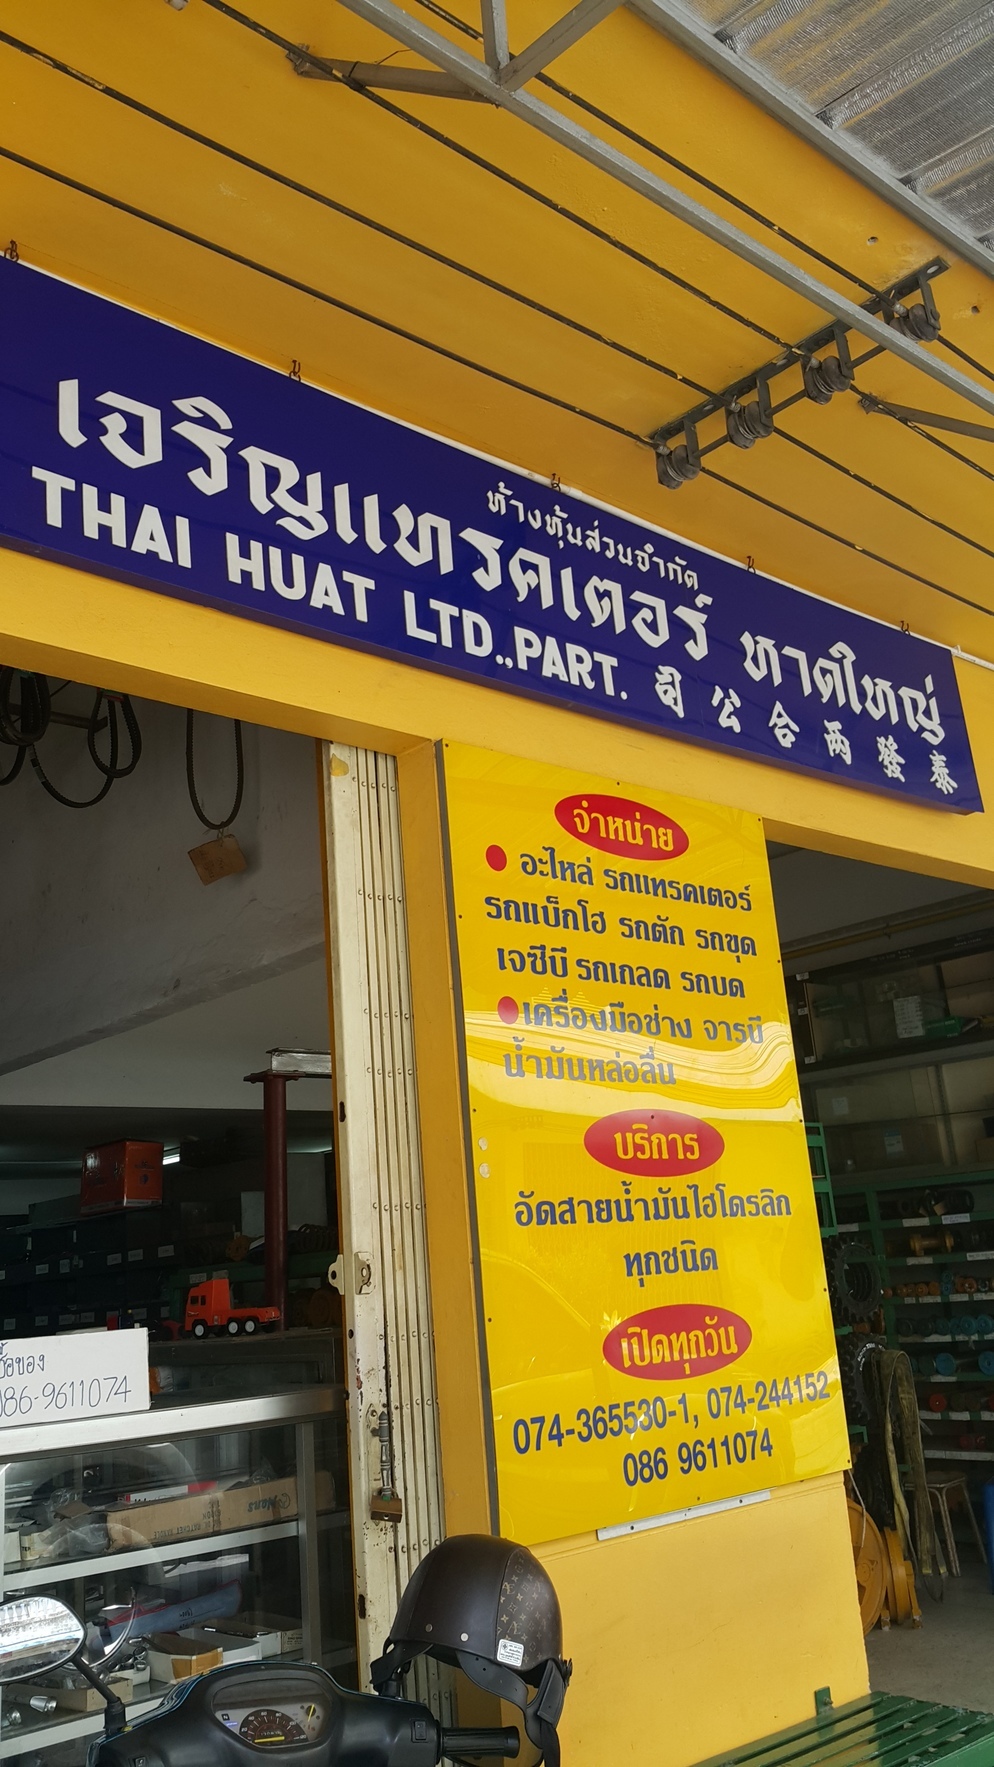 ห้างหุ้นส่วนจำกัด
เจริญแทรคเตอร์ หาดใหญ่
THAI HUAT LTD.,PART.
司公合兩發泰
จำหน่าย
อะไหล่ รถแทรคเตอร์
รถแบ็กโฮ รถตัก รถขุด
เจซีบี รถเกลด รถบด
เครื่องมือช่าง จารบี
น้ำมันหล่อลื่น
บริการ
อัดสายน้ำมันไฮโดรลิก
ทุกชนิด
เปิดทุกวัน
074-365530-1, 074-244152
086 9611074
ซื้อของ
086-9611074